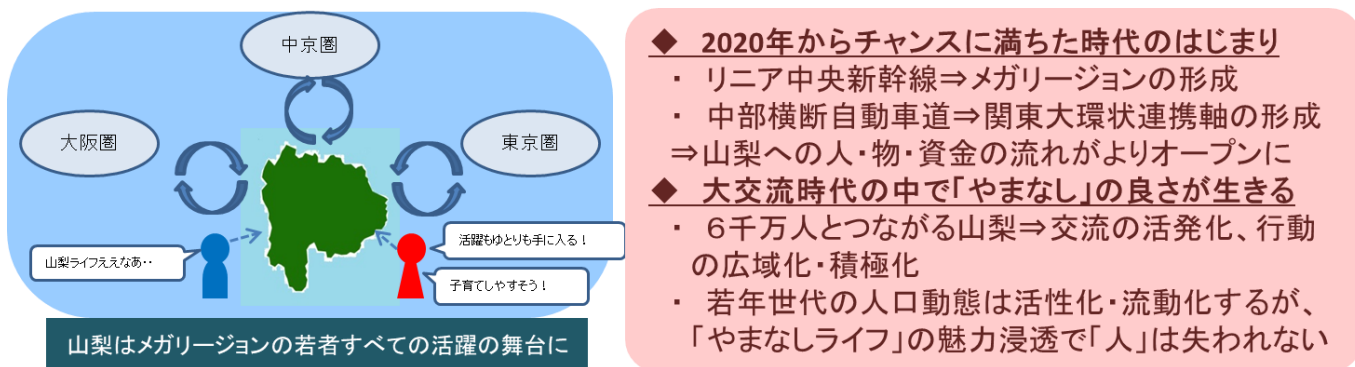 中京圏
大阪圏
東京圏
山梨ライフええなあ・・
活躍もゆとりも手に入る!
子育てしやすそう!
山梨はメガリージョンの若者すべての活躍の舞台に
◆ 2020年からチャンスに満ちた時代のはじまり
・ リニア中央新幹線⇒メガリージョンの形成
・ 中部横断自動車道⇒関東大環状連携軸の形成
⇒山梨への人・物・資金の流れがよりオープンに
◆ 大交流時代の中で「やまなし」の良さが生きる
・ 6千万人とつながる山梨⇒交流の活発化、行動
の広域化・積極化
・ 若年世代の人口動態は活性化・流動化するが、
「やまなしライフ」の魅力浸透で「人」は失われない